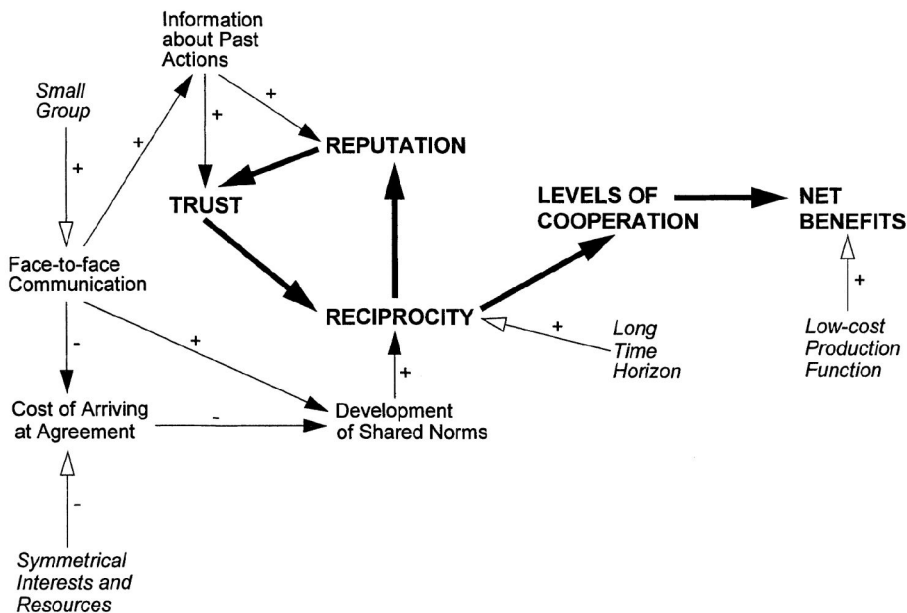 Information
about Past
Actions
Small
Group
+
+
+
+
REPUTATION
TRUST
LEVELS OF
COOPERATION
NET
BENEFITS
Face-to-face
Communication
RECIPROCITY
-
+
+
+
+
Long
Time
Horizon
Low-cost
Production
Function
Cost of Arriving
at Agreement
-
Development
of Shared Norms
-
Symmetrical
Interests and
Resources